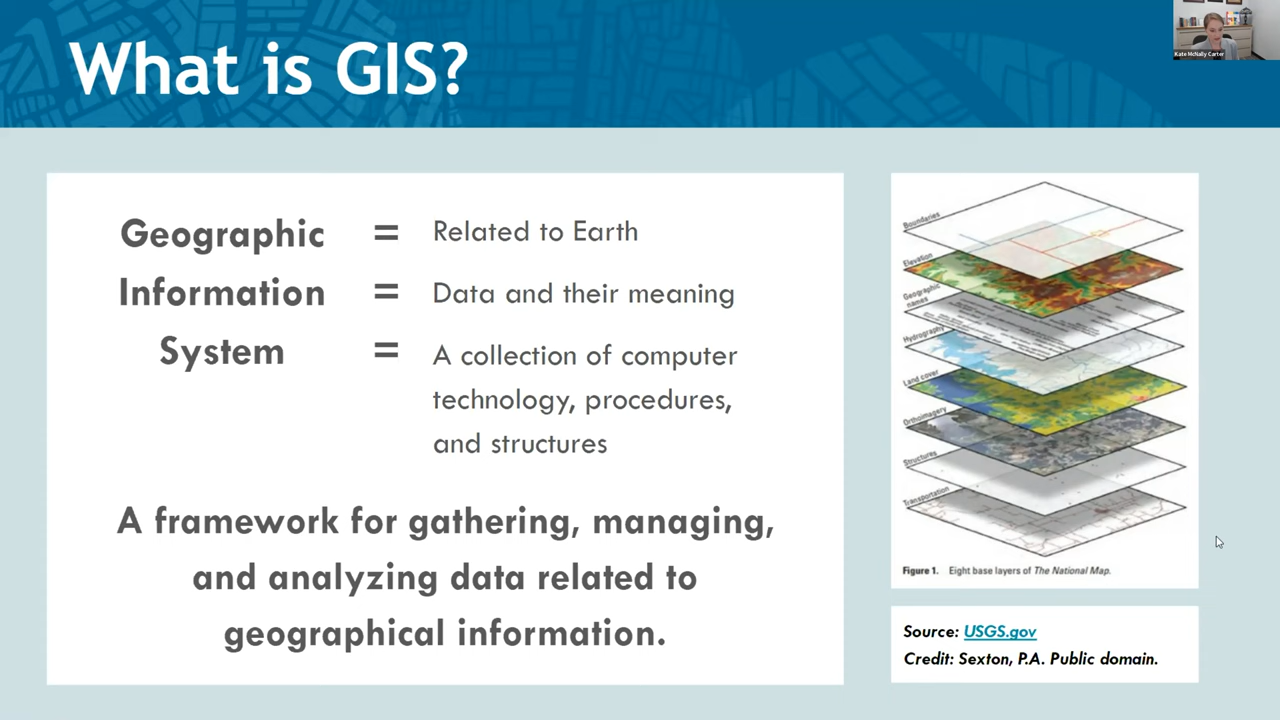 What is GIS?
Kate McNally Carter
Geographic = Related to Earth
Information = Data and their meaning
System = A collection of computer
technology, procedures,
and structures
A framework for gathering, managing,
and analyzing data related to
geographical information.
Boundaries
Elevation
Geographic
names
Hydrography
Land cover
Orthoimagery
Structures
Transportation
Figure 1. Eight base layers of The National Map.
Source: USGS.gov
Credit: Sexton, P.A. Public domain.